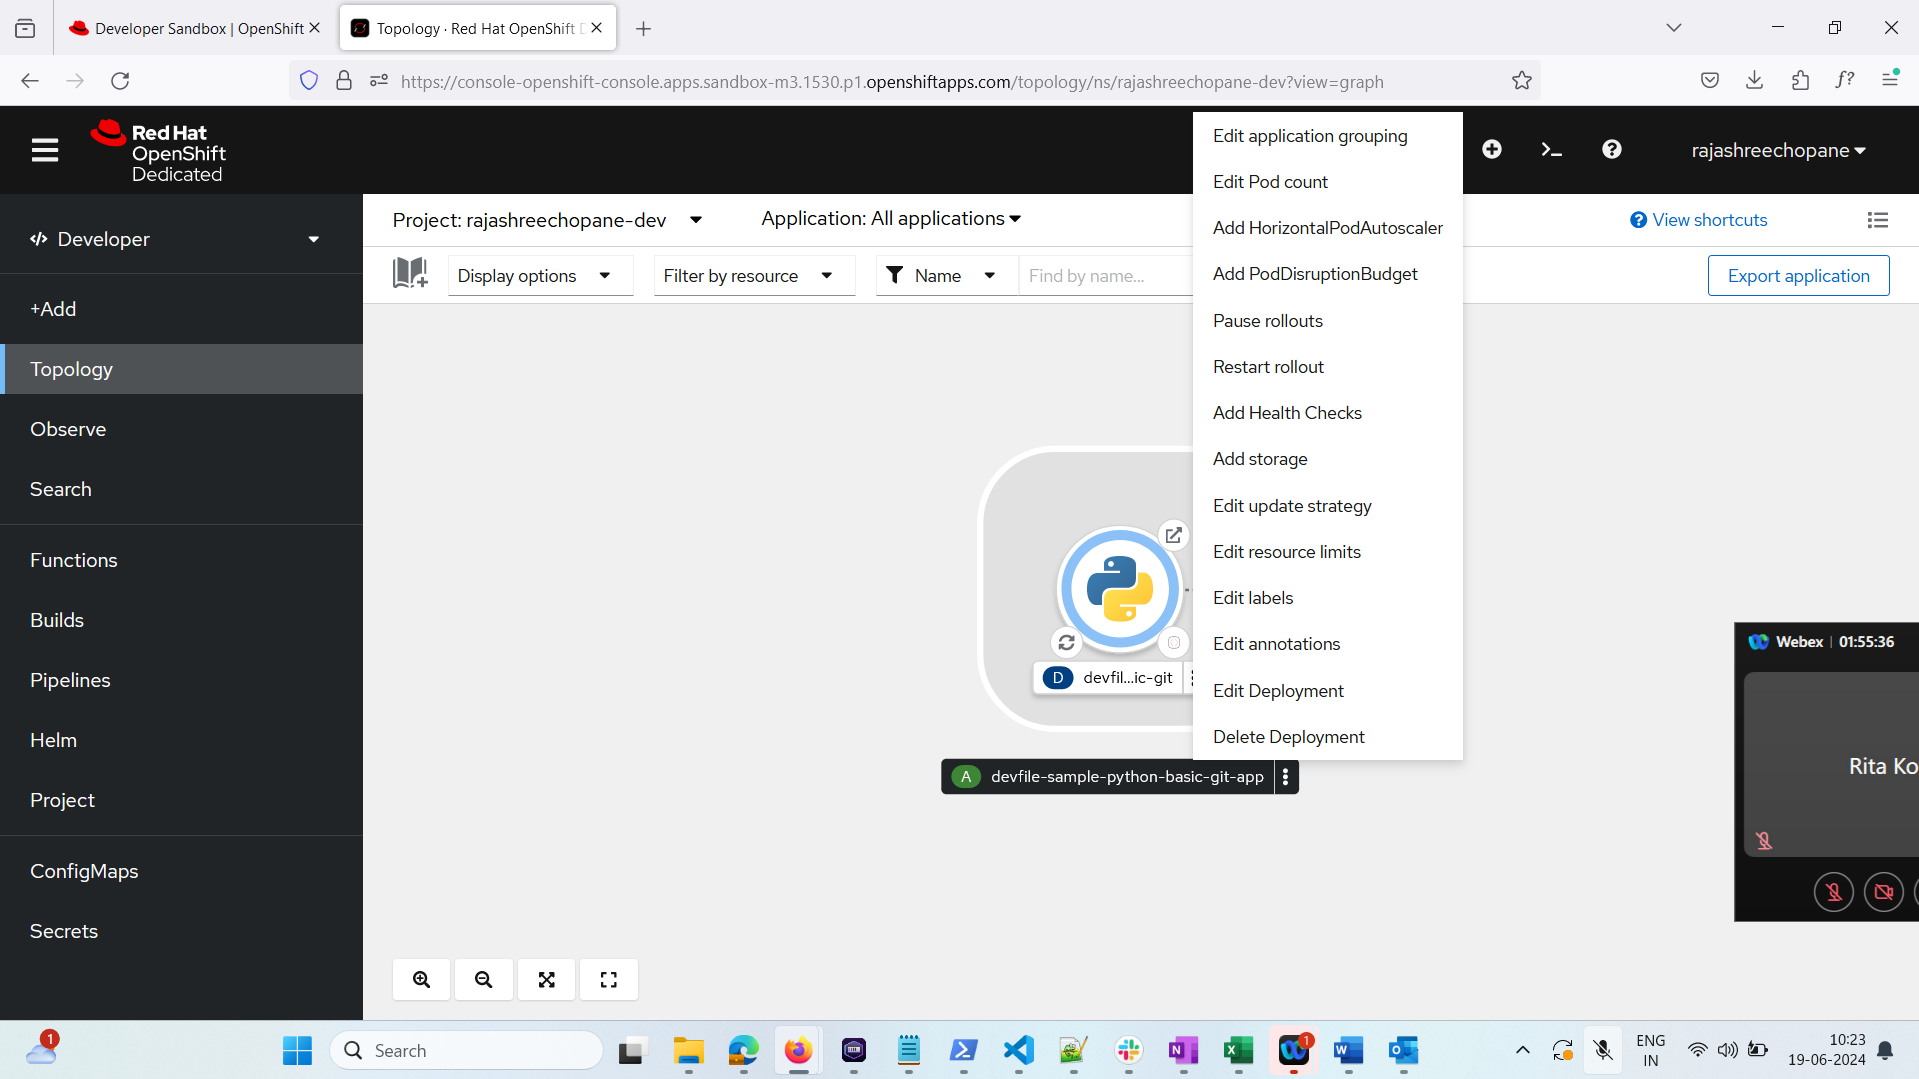 Developer Sandbox | OpenShift
Topology · Red Hat OpenShift D
https://console-openshift-console.apps.sandbox-m3.1530.p1.openshiftapps.com/topology/ns/rajashreechopane-dev?view=graph
Red Hat
OpenShift
Dedicated
rajashreechopane
Developer
+Add
Topology
Observe
Search
Functions
Builds
Pipelines
Helm
Project
ConfigMaps
Secrets
Project: rajashreechopane-dev
Application: All applications
View shortcuts
Display options
Filter by resource
Name
Find by name...
Export application
Edit application grouping
Edit Pod count
Add HorizontalPodAutoscaler
Add PodDisruptionBudget
Pause rollouts
Restart rollout
Add Health Checks
Add storage
Edit update strategy
Edit resource limits
Edit labels
Edit annotations
Edit Deployment
Delete Deployment
D devfil...ic-git
A devfile-sample-python-basic-git-app
Webex | 01:55:36
Rita Ko
1
Search
1
ENG
IN
10:23
19-06-2024